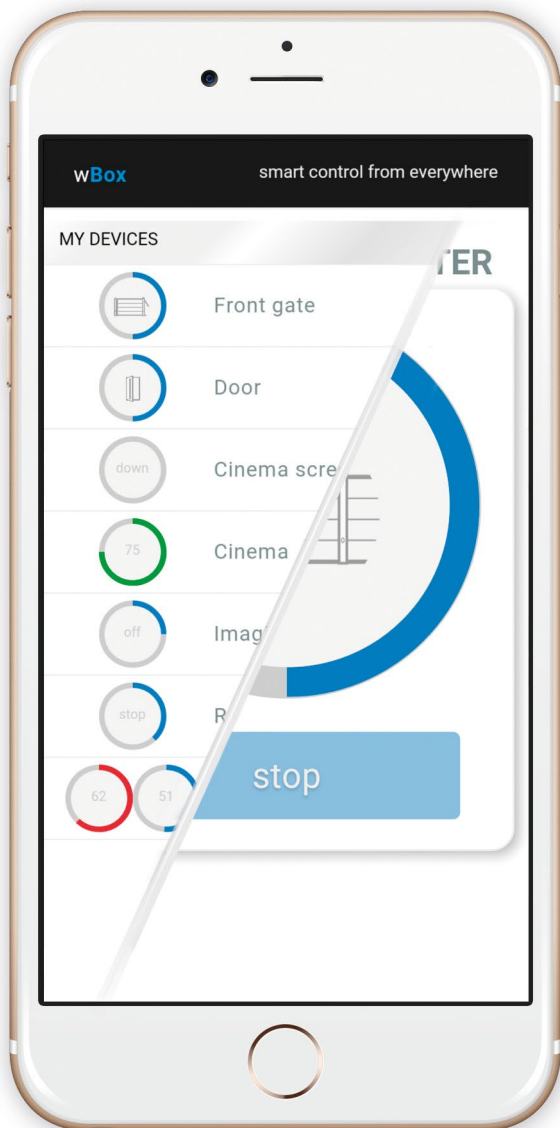 wBox smart control from everywhere
MY DEVICES
TER
Front gate
Door
down Cinema scre
75 Cinema
off Imag
stop R
62 51
stop